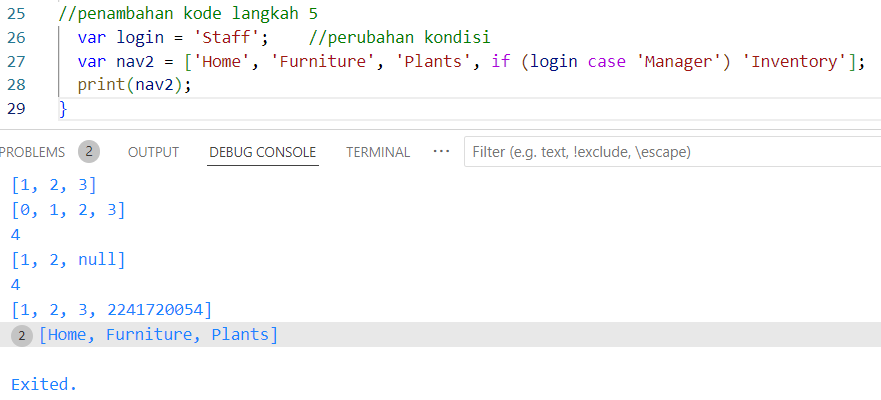 25 //penambahan kode langkah 5
26 var login = 'Staff';    //perubahan kondisi
27 var nav2 = ['Home', 'Furniture', 'Plants', if (login case 'Manager') 'Inventory'];
28 print(nav2);
29 }
PROBLEMS 2 OUTPUT DEBUG CONSOLE TERMINAL ··· Filter (e.g. text, !exclude, \escape)
[1, 2, 3]
[0, 1, 2, 3]
4
[1, 2, null]
4
[1, 2, 3, 2241720054]
2 [Home, Furniture, Plants]
Exited.